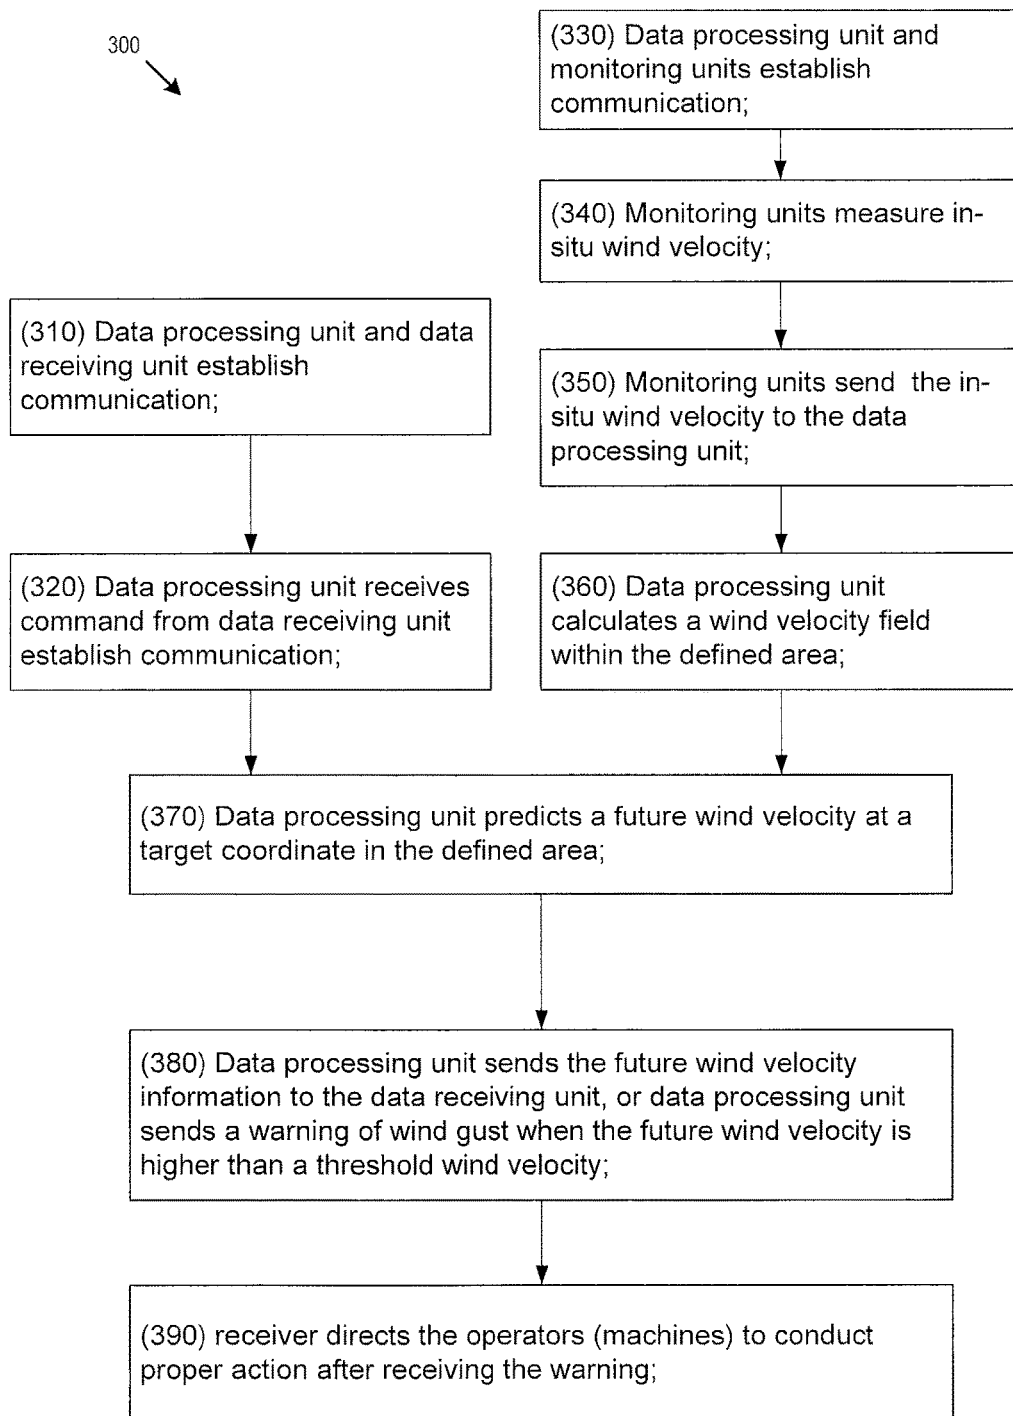 300
(330) Data processing unit and
monitoring units establish
communication;
(340) Monitoring units measure in-
situ wind velocity;
(310) Data processing unit and data
receiving unit establish
communication;
(350) Monitoring units send the in-
situ wind velocity to the data
processing unit;
(320) Data processing unit receives
command from data receiving unit
establish communication;
(360) Data processing unit
calculates a wind velocity field
within the defined area;
(370) Data processing unit predicts a future wind velocity at a
target coordinate in the defined area;
(380) Data processing unit sends the future wind velocity
information to the data receiving unit, or data processing unit
sends a warning of wind gust when the future wind velocity is
higher than a threshold wind velocity;
(390) receiver directs the operators (machines) to conduct
proper action after receiving the warning;